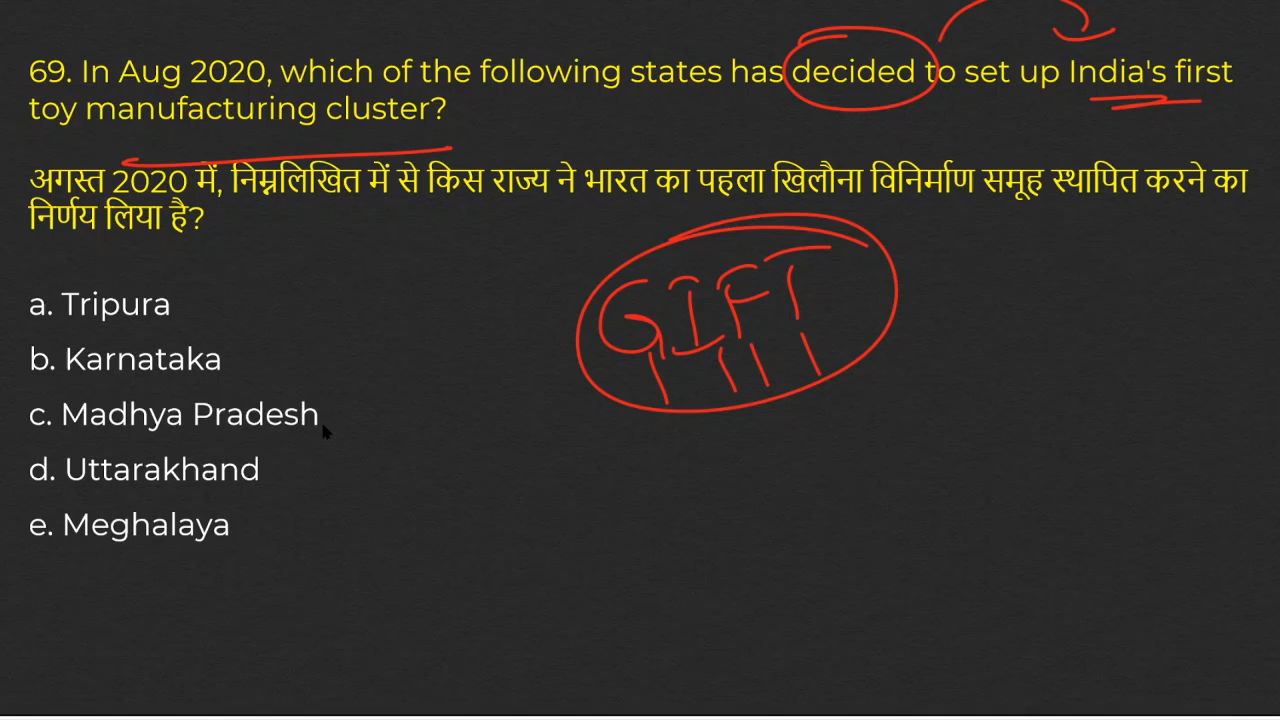 69. In Aug 2020, which of the following states has decided to set up India's first
toy manufacturing cluster?
अगस्त 2020 में, निम्नलिखित में से किस राज्य ने भारत का पहला खिलौना विनिर्माण समूह स्थापित करने का
निर्णय लिया है?
GIFT
a. Tripura
b. Karnataka
c. Madhya Pradesh
d. Uttarakhand
e. Meghalaya